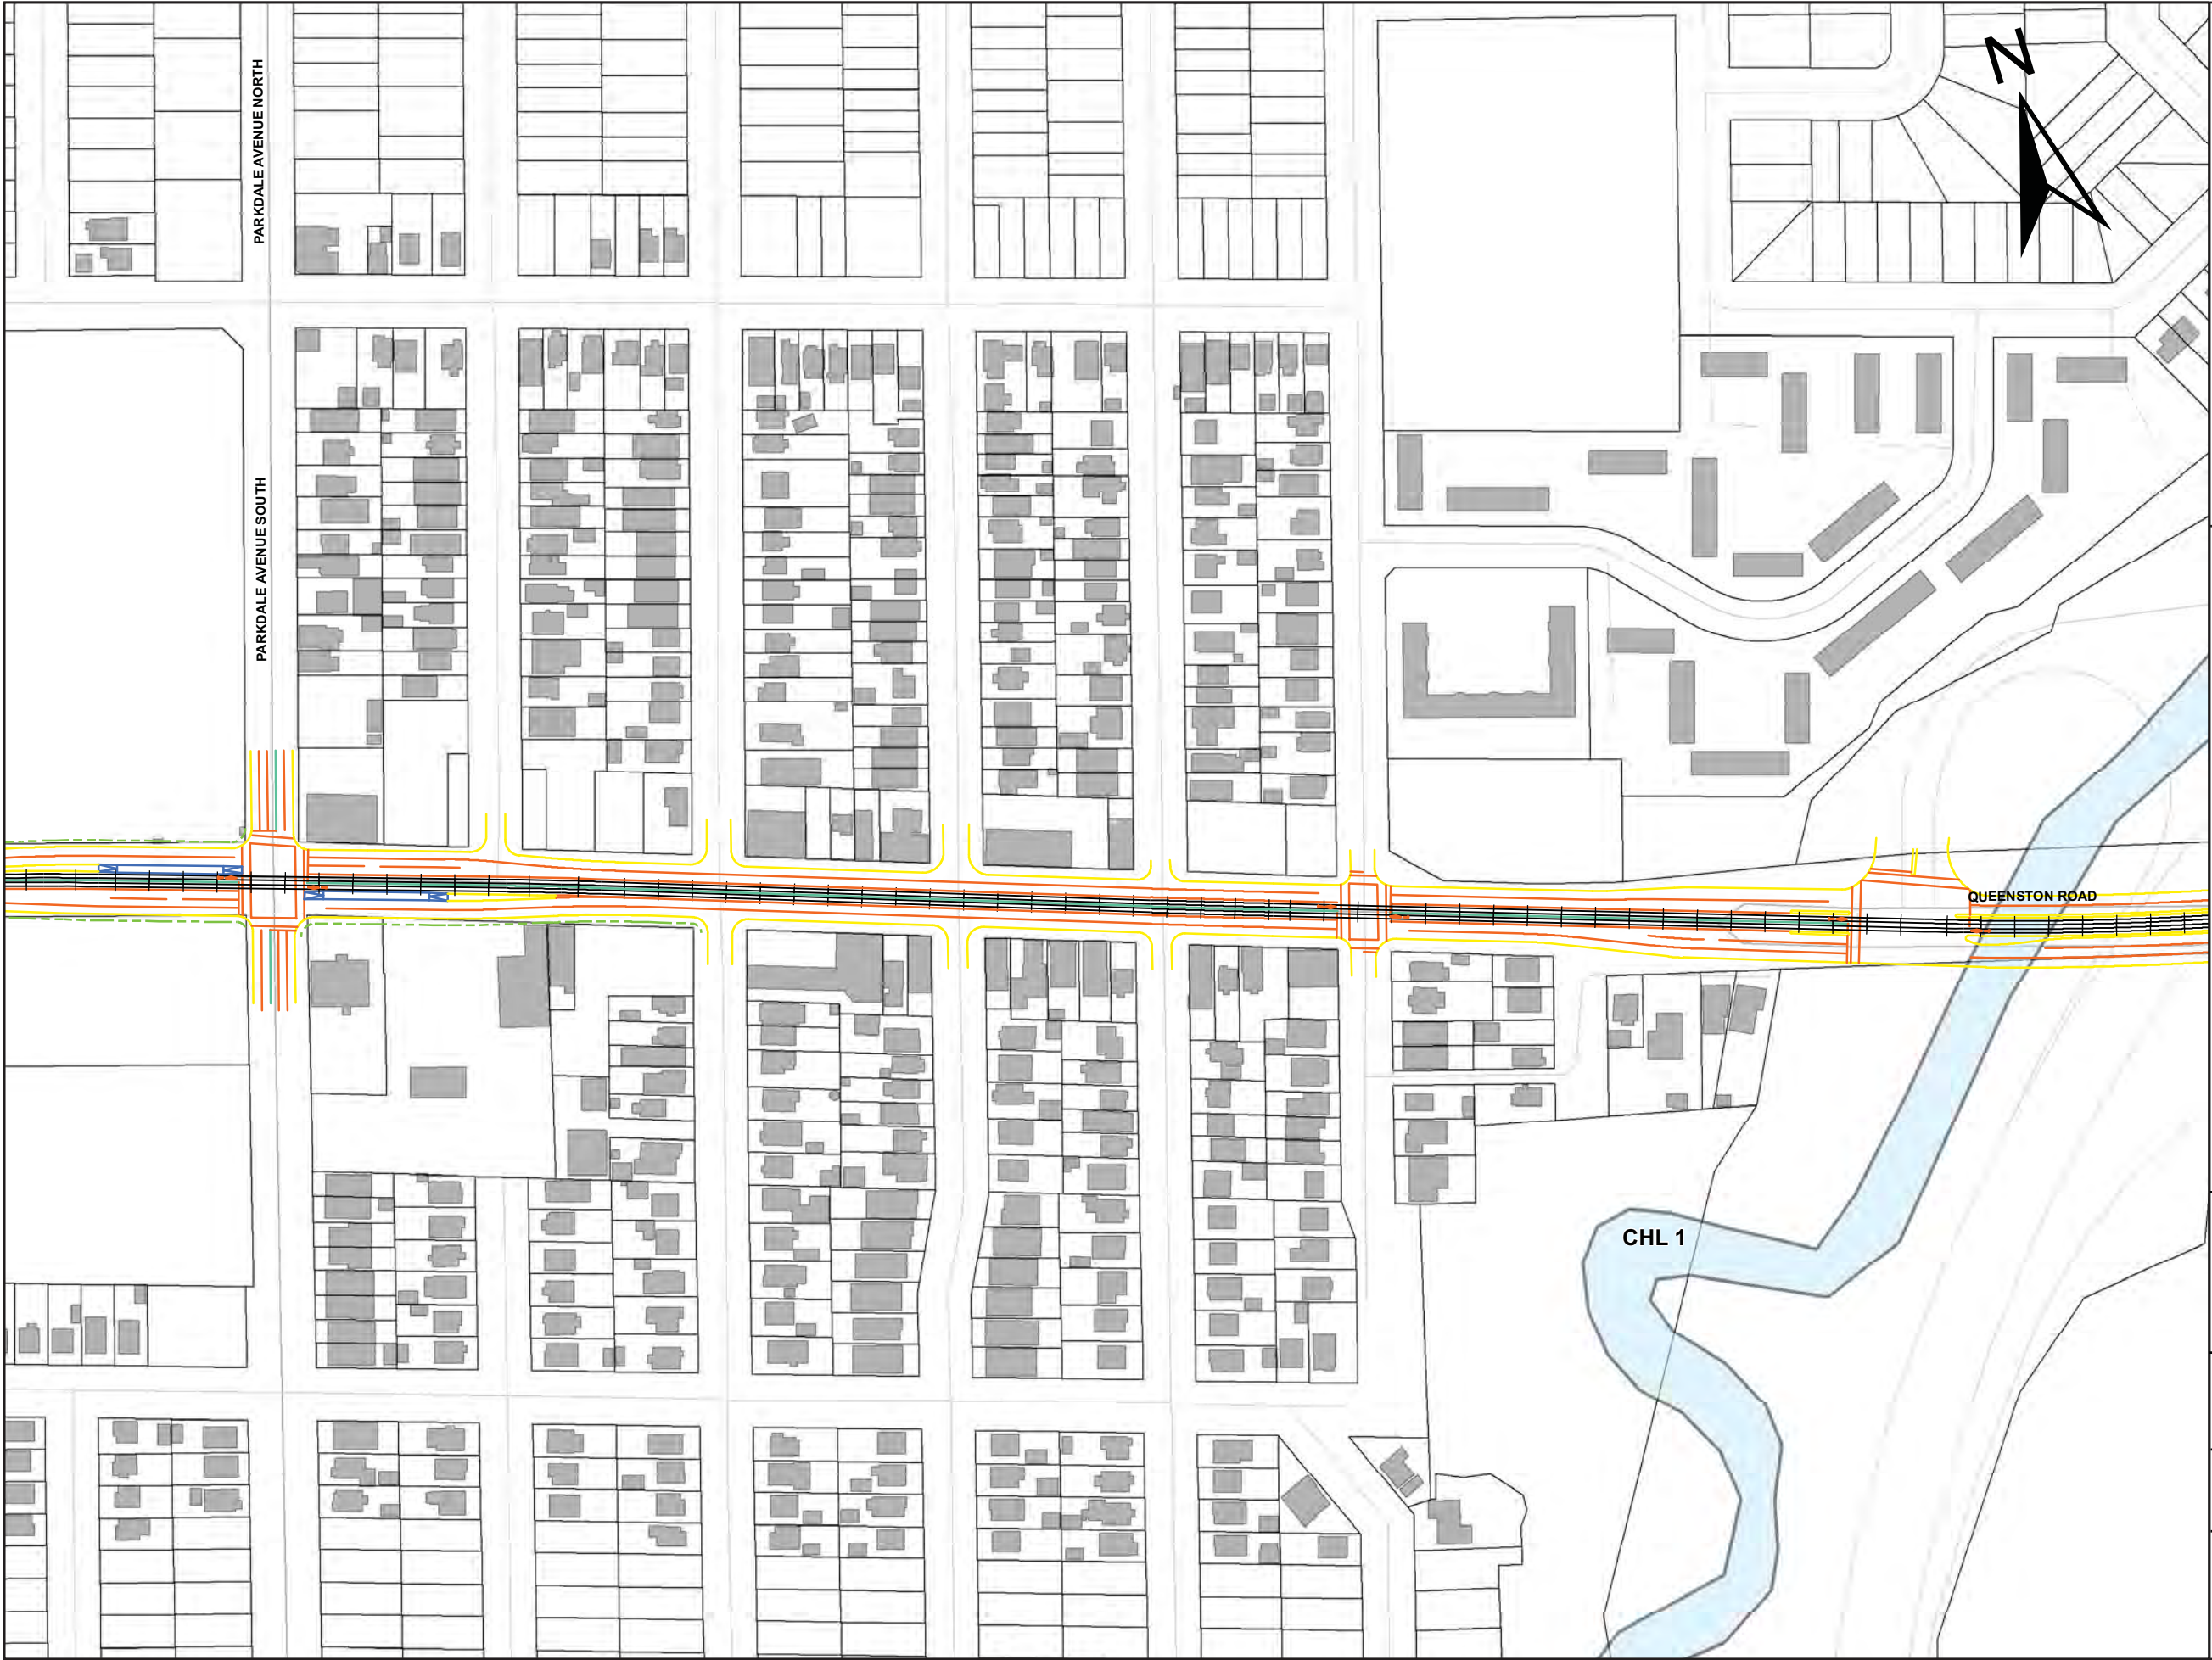 N
PARKDALE AVENUE NORTH
PARKDALE AVENUE SOUTH
QUEENSTON ROAD
CHL 1